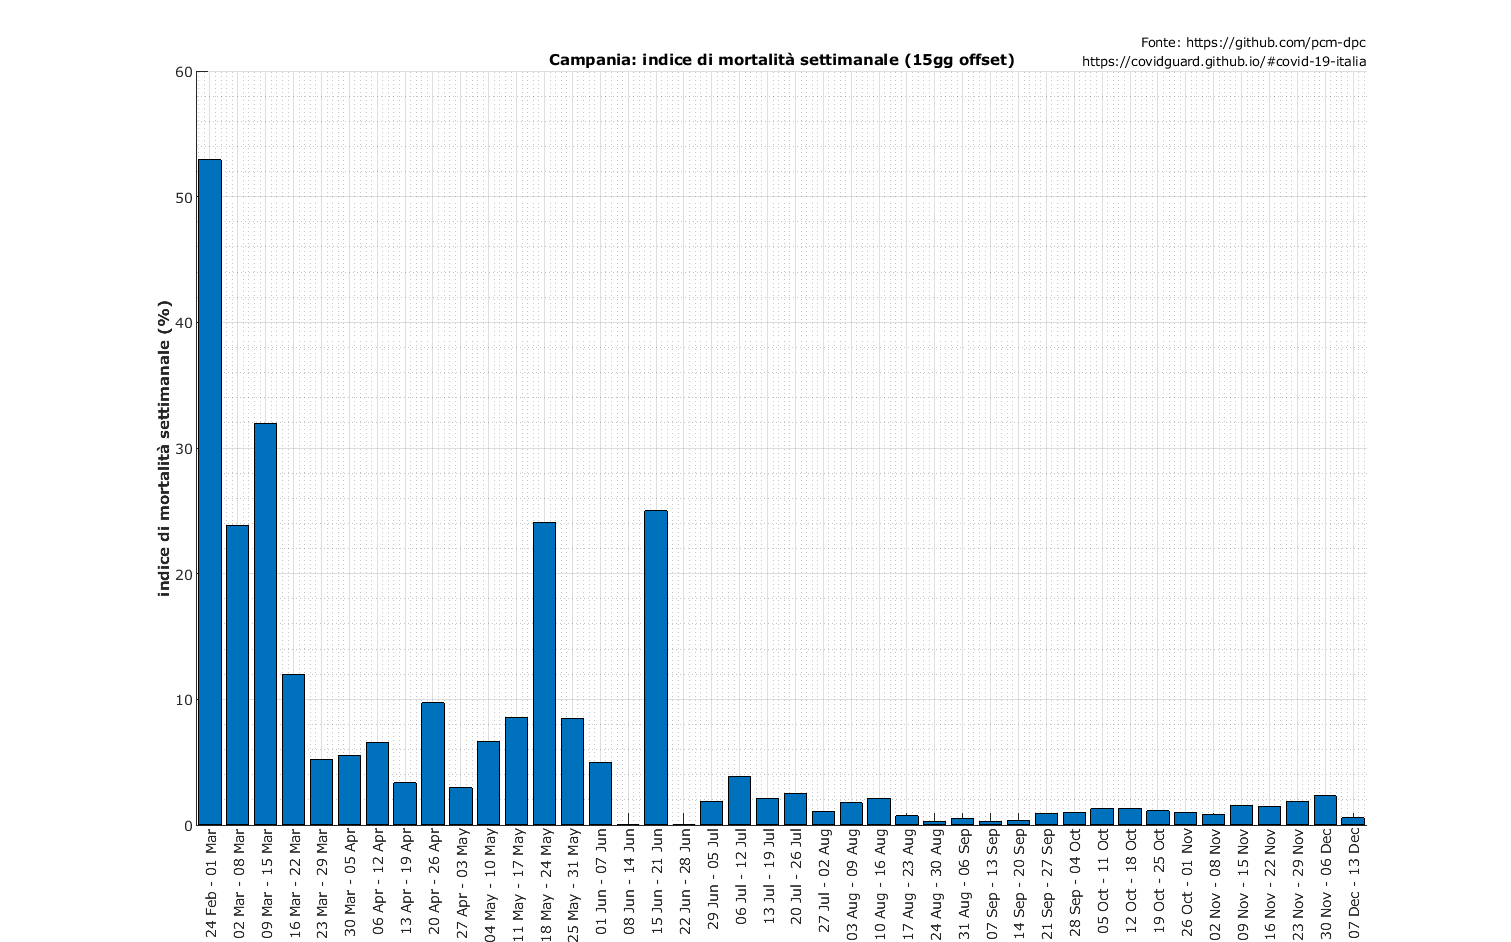 Fonte: https://github.com/pcm-dpc
Campania: indice di mortalità settimanale (15gg offset)
https://covidguard.github.io/#covid-19-italia
indice di mortalità settimanale (%)
60
50
40
30
20
10
0
24 Feb - 01 Mar
02 Mar - 08 Mar
09 Mar - 15 Mar
16 Mar - 22 Mar
23 Mar - 29 Mar
30 Mar - 05 Apr
06 Apr - 12 Apr
13 Apr - 19 Apr
20 Apr - 26 Apr
27 Apr - 03 May
04 May - 10 May
11 May - 17 May
18 May - 24 May
25 May - 31 May
01 Jun - 07 Jun
08 Jun - 14 Jun
15 Jun - 21 Jun
22 Jun - 28 Jun
29 Jun - 05 Jul
06 Jul - 12 Jul
13 Jul - 19 Jul
20 Jul - 26 Jul
27 Jul - 02 Aug
03 Aug - 09 Aug
10 Aug - 16 Aug
17 Aug - 23 Aug
24 Aug - 30 Aug
31 Aug - 06 Sep
07 Sep - 13 Sep
14 Sep - 20 Sep
21 Sep - 27 Sep
28 Sep - 04 Oct
05 Oct - 11 Oct
12 Oct - 18 Oct
19 Oct - 25 Oct
26 Oct - 01 Nov
02 Nov - 08 Nov
09 Nov - 15 Nov
16 Nov - 22 Nov
23 Nov - 29 Nov
30 Nov - 06 Dec
07 Dec - 13 Dec